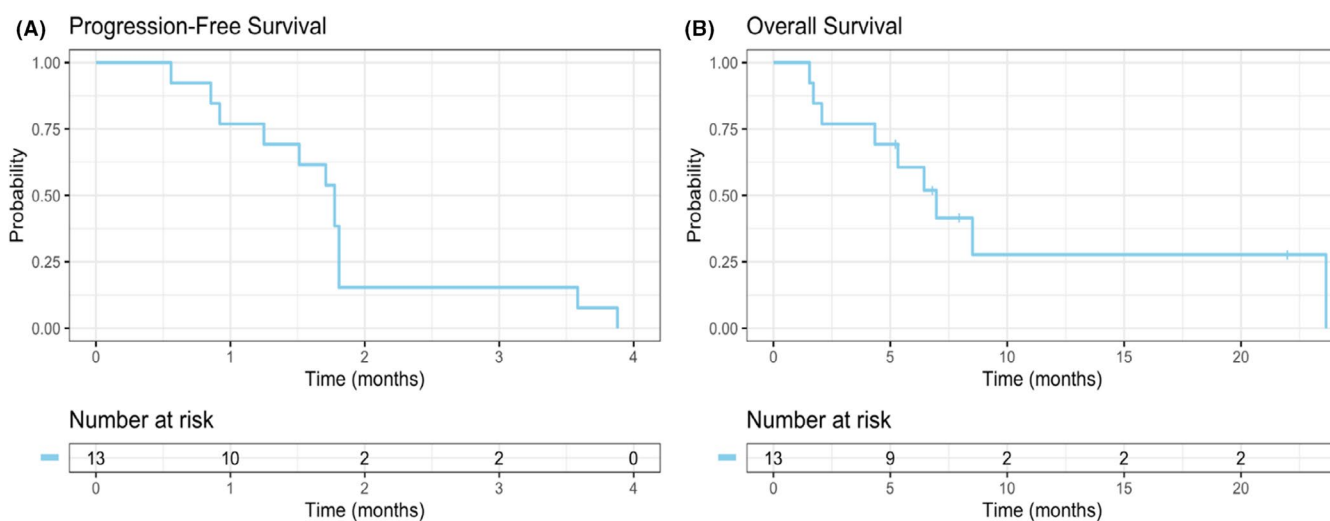 (A) Progression-Free Survival
1.00
0.75
0.50
0.25
0.00
Probability
0 1 2 3 4
Time (months)
Number at risk
13 10 2 2 0
0 1 2 3 4
Time (months)
(B) Overall Survival
1.00
0.75
0.50
0.25
0.00
Probability
0 5 10 15 20
Time (months)
Number at risk
13 9 2 2 2
0 5 10 15 20
Time (months)